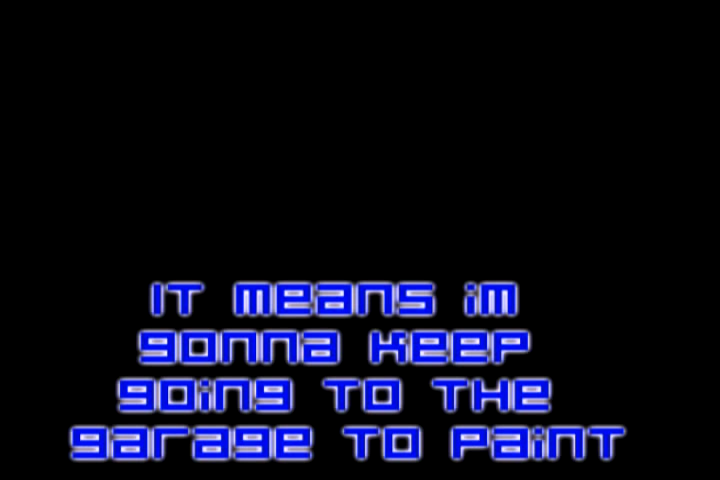 IT means im
gonna keep
going TO THe
garage TO Paint